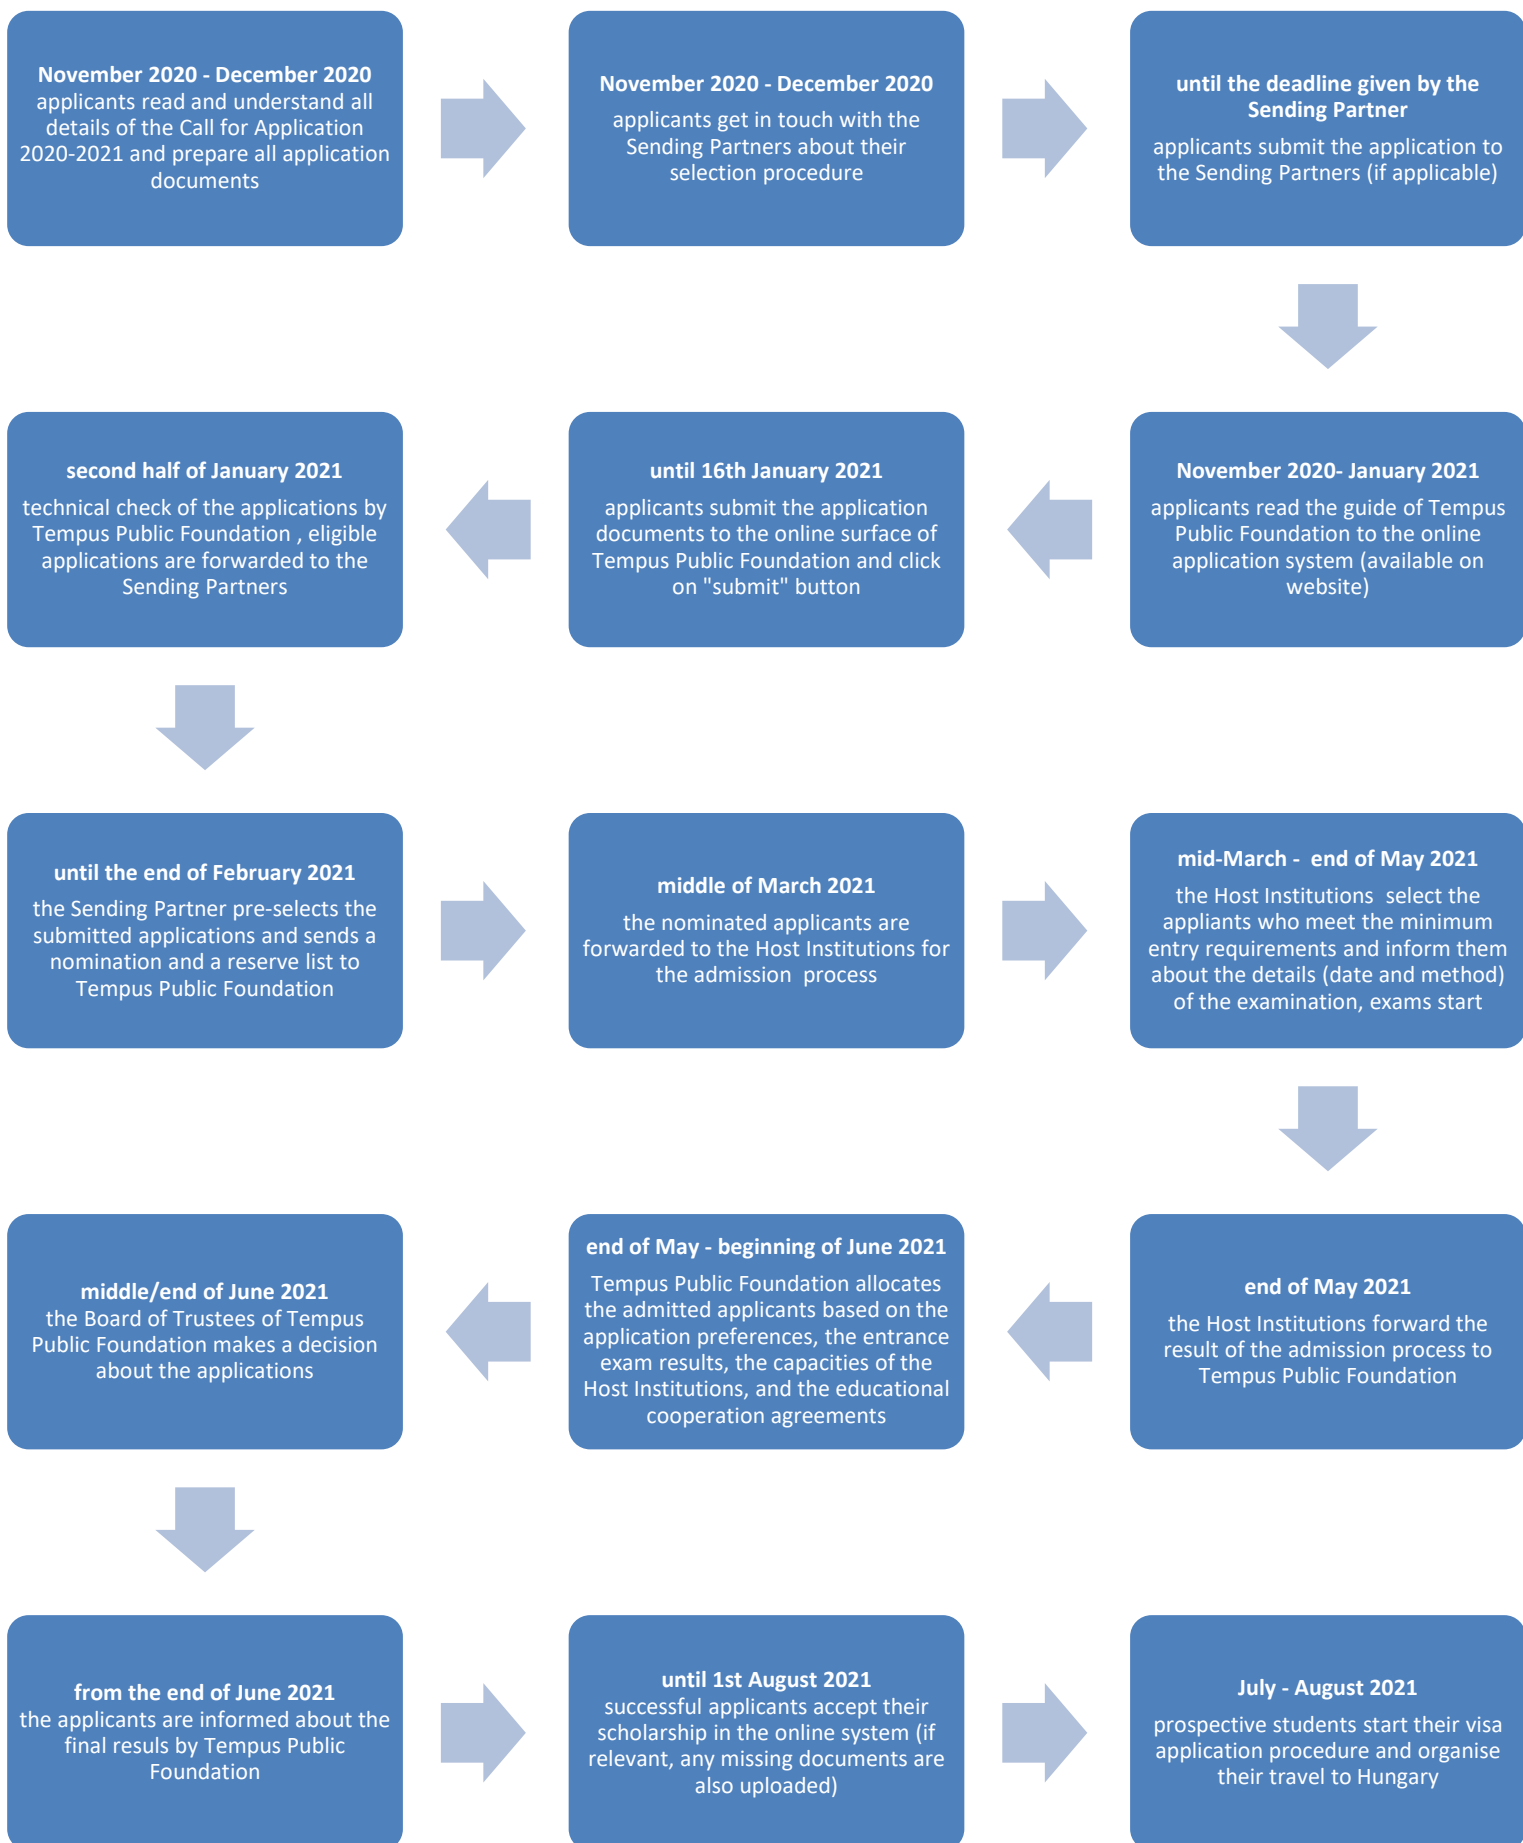 November 2020 - December 2020
applicants read and understand all
details of the Call for Application
2020-2021 and prepare all application
documents
November 2020 - December 2020
applicants get in touch with the
Sending Partners about their
selection procedure
until the deadline given by the
Sending Partner
applicants submit the application to
the Sending Partners (if applicable)
November 2020- January 2021
applicants read the guide of Tempus
Public Foundation to the online
application system (available on
website)
until 16th January 2021
applicants submit the application
documents to the online surface of
Tempus Public Foundation and click
on "submit" button
second half of January 2021
technical check of the applications by
Tempus Public Foundation , eligible
applications are forwarded to the
Sending Partners
until the end of February 2021
the Sending Partner pre-selects the
submitted applications and sends a
nomination and a reserve list to
Tempus Public Foundation
middle of March 2021
the nominated applicants are
forwarded to the Host Institutions for
the admission process
mid-March - end of May 2021
the Host Institutions select the
appliants who meet the minimum
entry requirements and inform them
about the details (date and method)
of the examination, exams start
end of May 2021
the Host Institutions forward the
result of the admission process to
Tempus Public Foundation
end of May - beginning of June 2021
Tempus Public Foundation allocates
the admitted applicants based on the
application preferences, the entrance
exam results, the capacities of the
Host Institutions, and the educational
cooperation agreements
middle/end of June 2021
the Board of Trustees of Tempus
Public Foundation makes a decision
about the applications
from the end of June 2021
the applicants are informed about the
final resuls by Tempus Public
Foundation
until 1st August 2021
successful applicants accept their
scholarship in the online system (if
relevant, any missing documents are
also uploaded)
July - August 2021
prospective students start their visa
application procedure and organise
their travel to Hungary